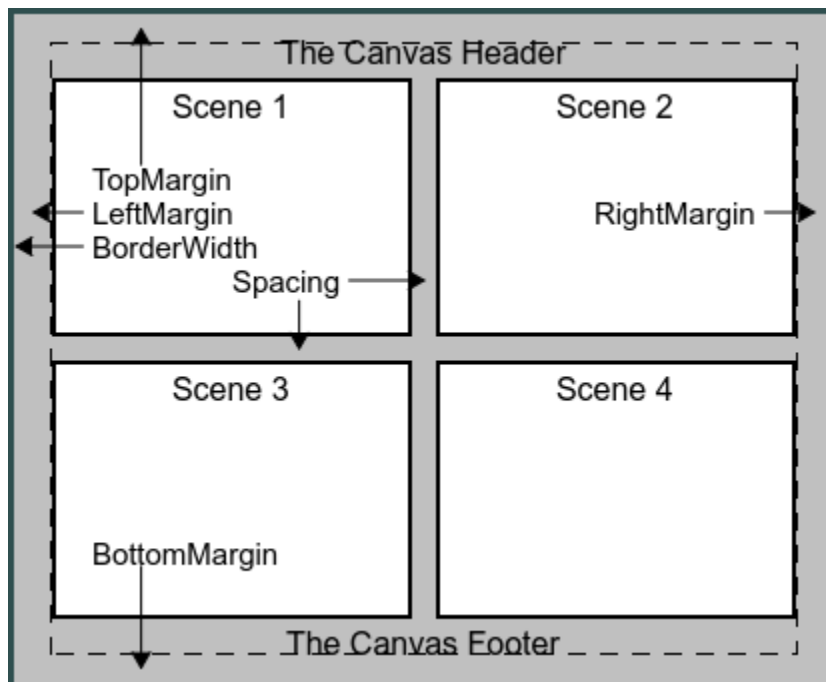 The Canvas Header
Scene 1
Scene 2
TopMargin
LeftMargin
RightMargin
BorderWidth
Spacing
Scene 3
Scene 4
BottomMargin
The Canvas Footer